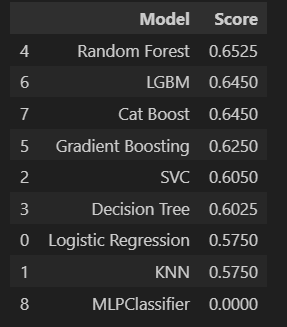 Model Score
4 Random Forest 0.6525
6 LGBM 0.6450
7 Cat Boost 0.6450
5 Gradient Boosting 0.6250
2 SVC 0.6050
3 Decision Tree 0.6025
0 Logistic Regression 0.5750
1 KNN 0.5750
8 MLPClassifier 0.0000